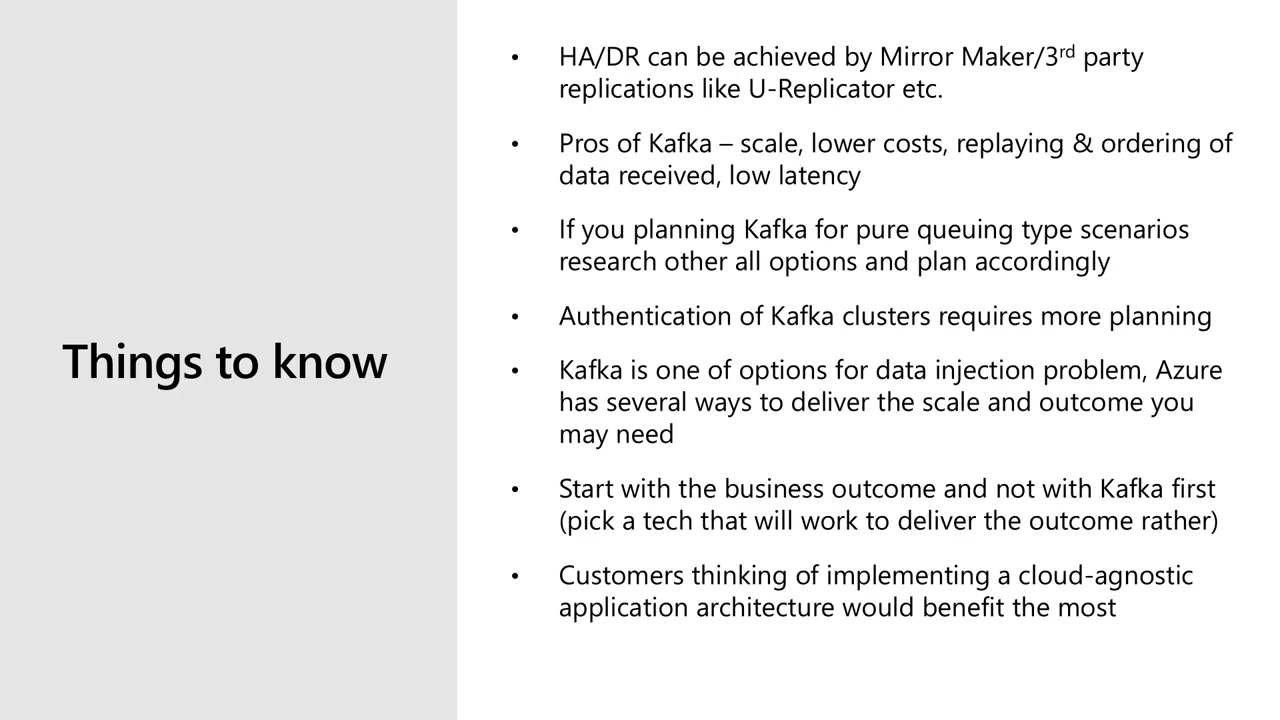 Things to know
• HA/DR can be achieved by Mirror Maker/3rd party
replications like U-Replicator etc.
• Pros of Kafka – scale, lower costs, replaying & ordering of
data received, low latency
• If you planning Kafka for pure queuing type scenarios
research other all options and plan accordingly
• Authentication of Kafka clusters requires more planning
• Kafka is one of options for data injection problem, Azure
has several ways to deliver the scale and outcome you
may need
• Start with the business outcome and not with Kafka first
(pick a tech that will work to deliver the outcome rather)
• Customers thinking of implementing a cloud-agnostic
application architecture would benefit the most